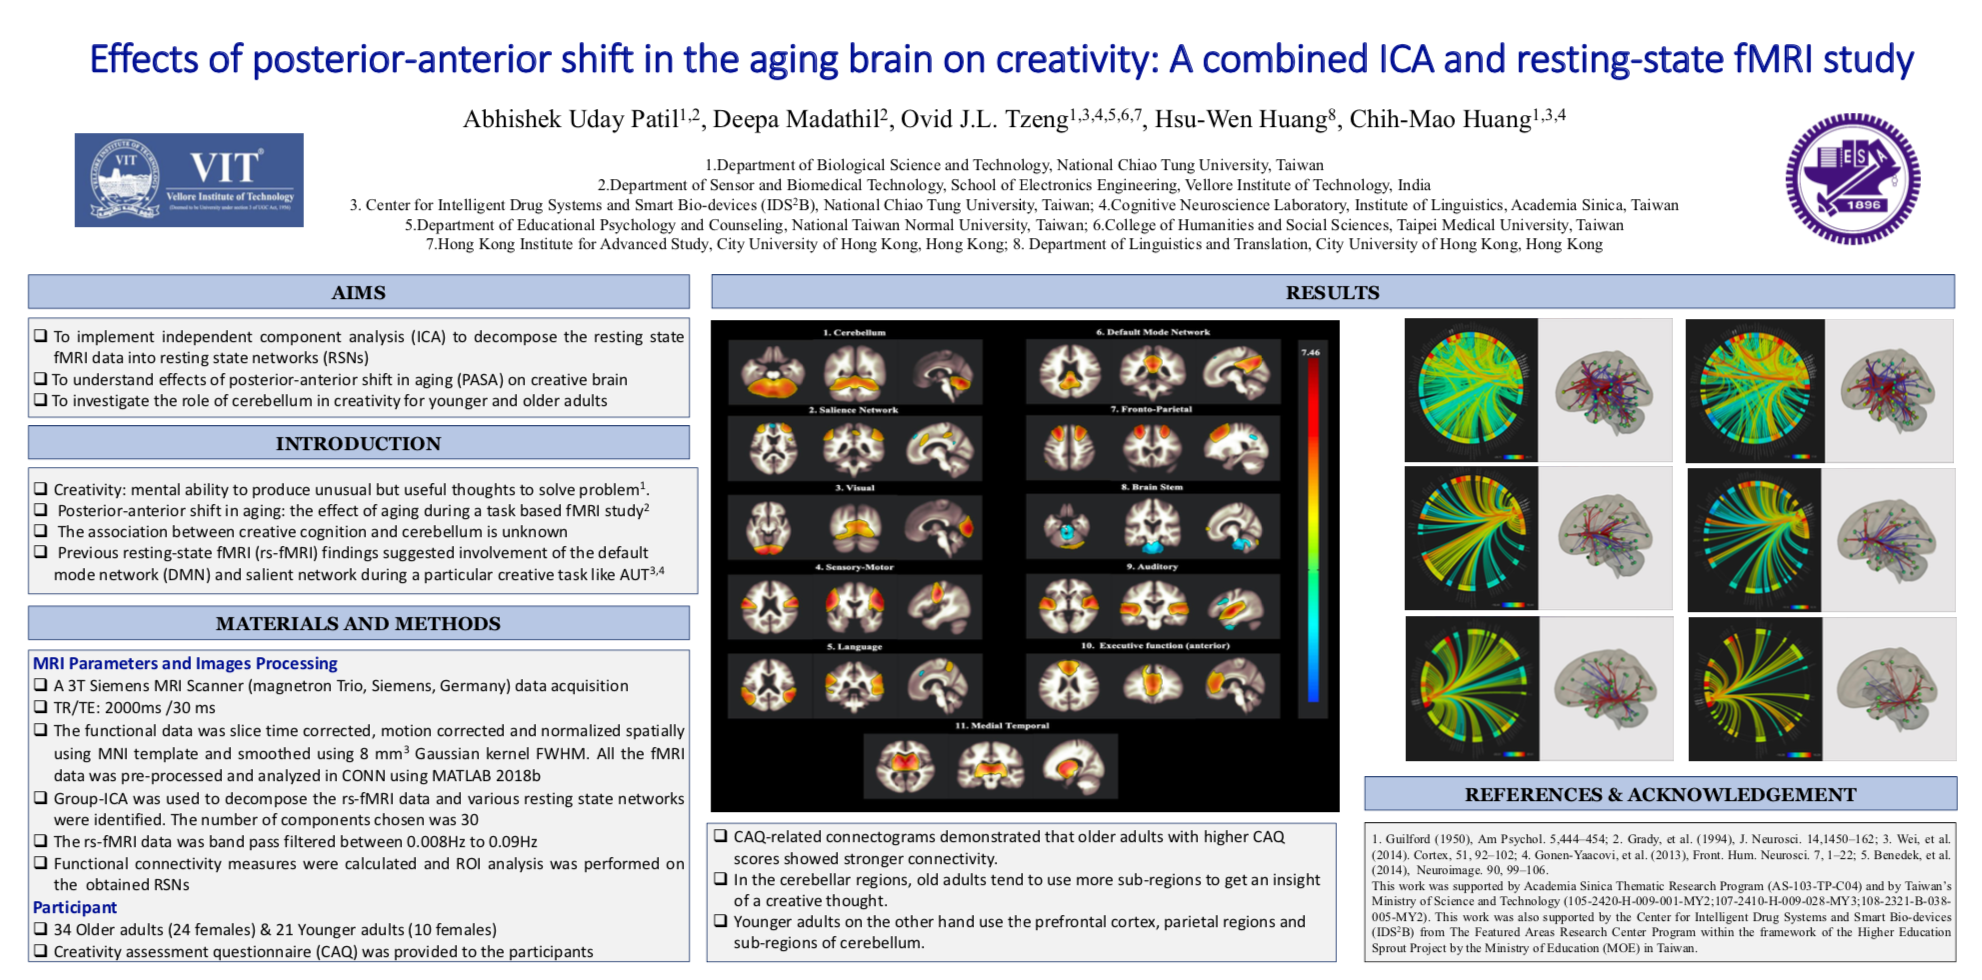 Effects of posterior-anterior shift in the aging brain on creativity: A combined ICA and resting-state fMRI study
Abhishek Uday Patil1,2, Deepa Madathil2, Ovid J.L. Tzeng1,3,4,5,6,7, Hsu-Wen Huang8, Chih-Mao Huang1,3,4
VIT
VIT®
Vellore Institute of Technology
(Deemed to be University under section 3 of UGC Act, 1956)
1.Department of Biological Science and Technology, National Chiao Tung University, Taiwan
2.Department of Sensor and Biomedical Technology, School of Electronics Engineering, Vellore Institute of Technology, India
3. Center for Intelligent Drug Systems and Smart Bio-devices (IDS2B), National Chiao Tung University, Taiwan; 4.Cognitive Neuroscience Laboratory, Institute of Linguistics, Academia Sinica, Taiwan
5.Department of Educational Psychology and Counseling, National Taiwan Normal University, Taiwan; 6.College of Humanities and Social Sciences, Taipei Medical University, Taiwan
7.Hong Kong Institute for Advanced Study, City University of Hong Kong, Hong Kong; 8. Department of Linguistics and Translation, City University of Hong Kong, Hong Kong
ESA
1896
AIMS
To implement independent component analysis (ICA) to decompose the resting state
fMRI data into resting state networks (RSNs)
To understand effects of posterior-anterior shift in aging (PASA) on creative brain
To investigate the role of cerebellum in creativity for younger and older adults
INTRODUCTION
Creativity: mental ability to produce unusual but useful thoughts to solve problem1.
Posterior-anterior shift in aging: the effect of aging during a task based fMRI study2
The association between creative cognition and cerebellum is unknown
Previous resting-state fMRI (rs-fMRI) findings suggested involvement of the default
mode network (DMN) and salient network during a particular creative task like AUT3,4
MATERIALS AND METHODS
MRI Parameters and Images Processing
A 3T Siemens MRI Scanner (magnetron Trio, Siemens, Germany) data acquisition
TR/TE: 2000ms /30 ms
The functional data was slice time corrected, motion corrected and normalized spatially
using MNI template and smoothed using 8 mm3 Gaussian kernel FWHM. All the fMRI
data was pre-processed and analyzed in CONN using MATLAB 2018b
Group-ICA was used to decompose the rs-fMRI data and various resting state networks
were identified. The number of components chosen was 30
The rs-fMRI data was band pass filtered between 0.008Hz to 0.09Hz
Functional connectivity measures were calculated and ROI analysis was performed on
the obtained RSNs
Participant
34 Older adults (24 females) & 21 Younger adults (10 females)
Creativity assessment questionnaire (CAQ) was provided to the participants
RESULTS
1. Cerebellum
6. Default Mode Network
7.46
2. Salience Network
7. Fronto-Parietal
3. Visual
8. Brain Stem
4. Sensory-Motor
9. Auditory
5. Language
10. Executive function (anterior)
11. Medial Temporal
CAQ-related connectograms demonstrated that older adults with higher CAQ
scores showed stronger connectivity.
In the cerebellar regions, old adults tend to use more sub-regions to get an insight
of a creative thought.
Younger adults on the other hand use the prefrontal cortex, parietal regions and
sub-regions of cerebellum.
REFERENCES & ACKNOWLEDGEMENT
1. Guilford (1950), Am Psychol. 5,444–454; 2. Grady, et al. (1994), J. Neurosci. 14,1450–162; 3. Wei, et al.
(2014). Cortex, 51, 92–102; 4. Gonen-Yaacovi, et al. (2013), Front. Hum. Neurosci. 7, 1–22; 5. Benedek, et al.
(2014), Neuroimage. 90, 99–106.
This work was supported by Academia Sinica Thematic Research Program (AS-103-TP-C04) and by Taiwan's
Ministry of Science and Technology (105-2420-H-009-001-MY2;107-2410-H-009-028-MY3;108-2321-B-038-
005-MY2). This work was also supported by the Center for Intelligent Drug Systems and Smart Bio-devices
(IDS2B) from The Featured Areas Research Center Program within the framework of the Higher Education
Sprout Project by the Ministry of Education (MOE) in Taiwan.